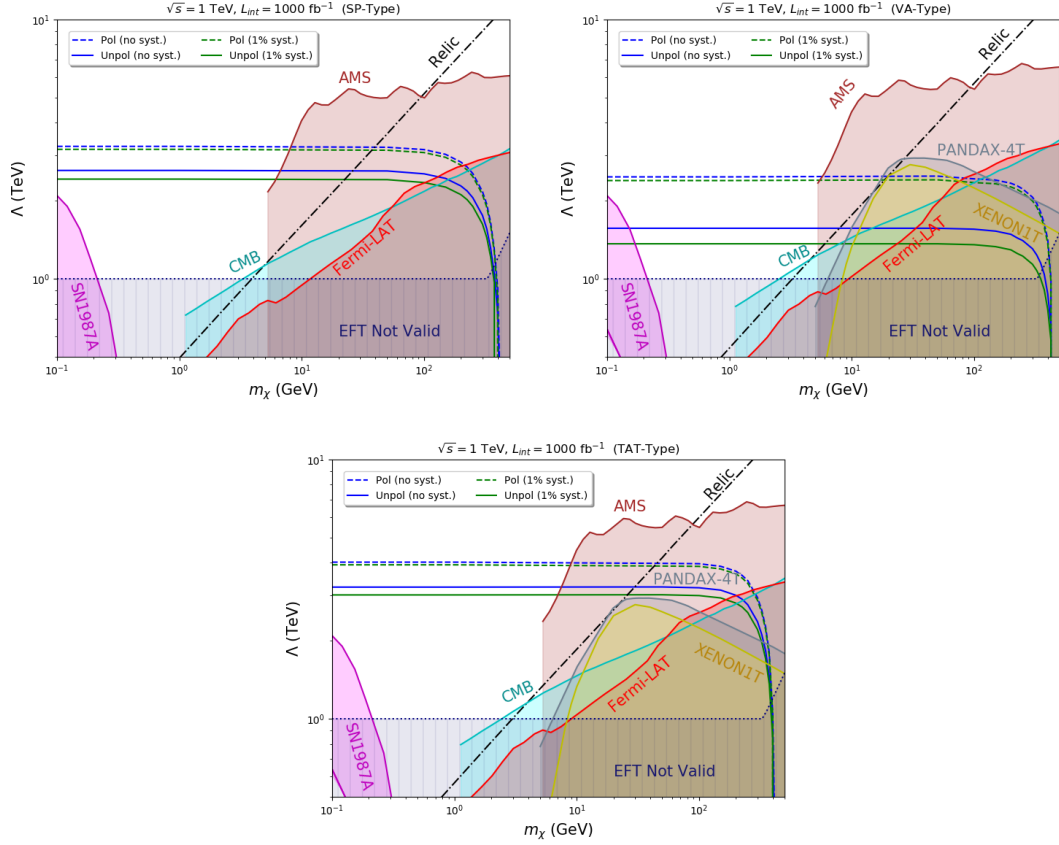 √s = 1 TeV, L_int = 1000 fb⁻¹ (SP-Type)
Pol (no syst.)
Unpol (no syst.)
Pol (1% syst.)
Unpol (1% syst.)
Relic
AMS
CMB
Fermi-LAT
SN1987A
EFT Not Valid
10¹
10⁰
Λ (TeV)
10⁻¹
10⁰
10¹
10²
m_χ (GeV)
√s = 1 TeV, L_int = 1000 fb⁻¹ (VA-Type)
Pol (no syst.)
Unpol (no syst.)
Pol (1% syst.)
Unpol (1% syst.)
Relic
AMS
PANDAX-4T
XENON1T
CMB
Fermi-LAT
SN1987A
EFT Not Valid
10¹
10⁰
Λ (TeV)
10⁻¹
10⁰
10¹
10²
m_χ (GeV)
√s = 1 TeV, L_int = 1000 fb⁻¹ (TAT-Type)
Pol (no syst.)
Unpol (no syst.)
Pol (1% syst.)
Unpol (1% syst.)
Relic
AMS
PANDAX-4T
XENON1T
CMB
Fermi-LAT
SN1987A
EFT Not Valid
10¹
10⁰
Λ (TeV)
10⁻¹
10⁰
10¹
10²
m_χ (GeV)